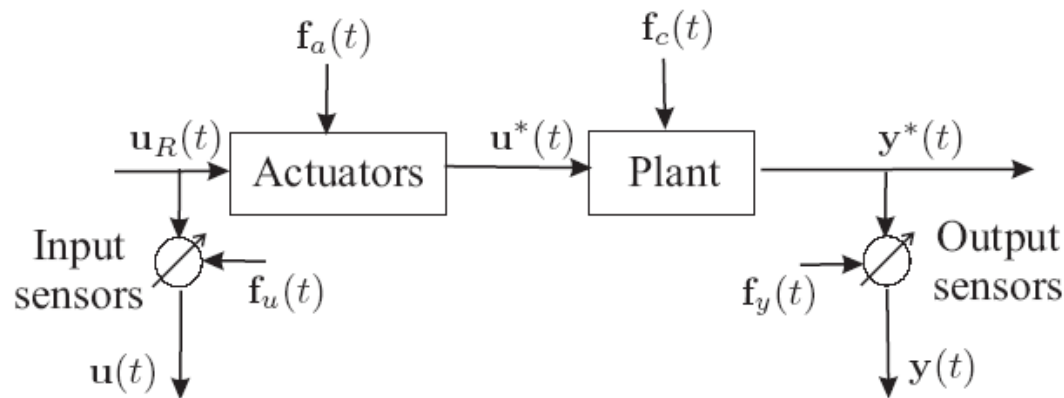 f_a(t)
f_c(t)
u_R(t)
Actuators
u*(t)
Plant
y*(t)
Input
sensors
f_u(t)
f_y(t)
Output
sensors
u(t)
y(t)